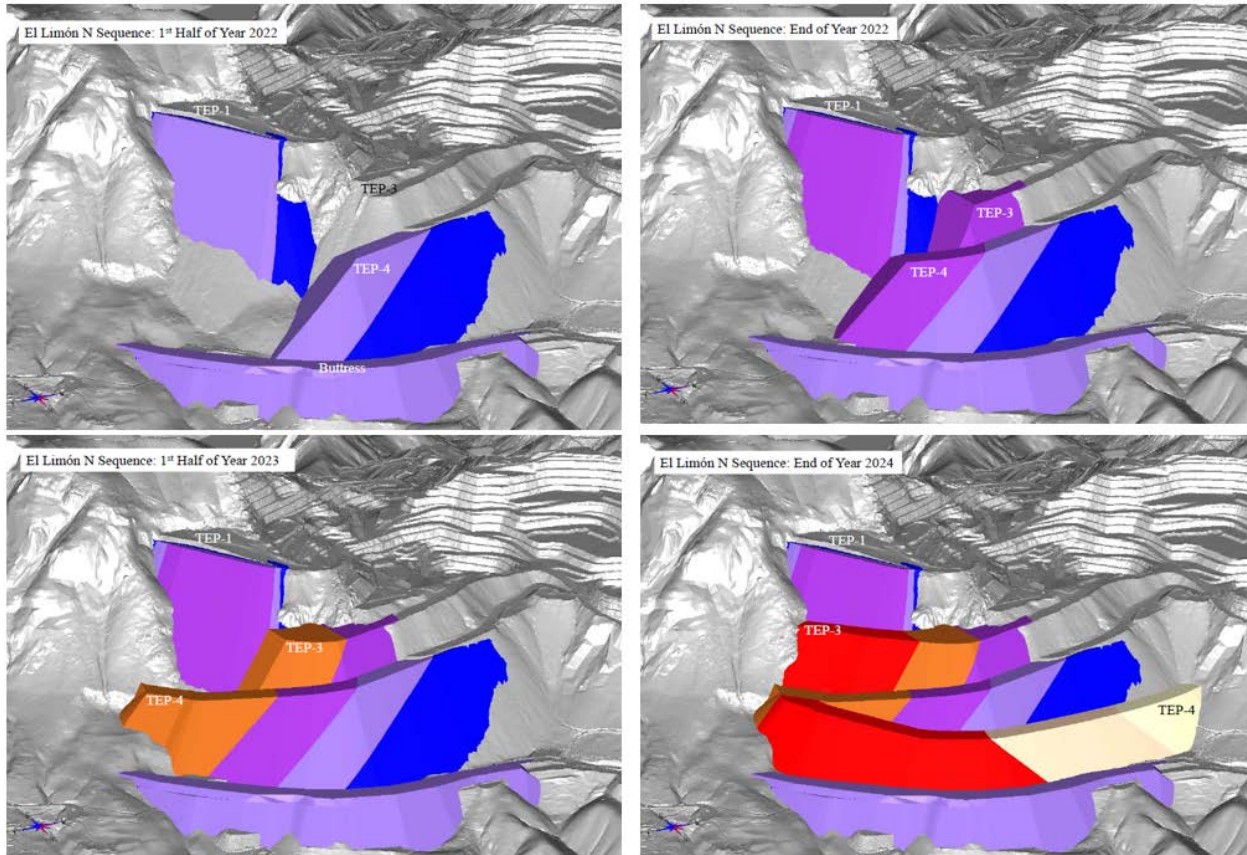 El Limón N Sequence: 1st Half of Year 2022
TEP-1
TEP-3
TEP-4
Buttress
El Limón N Sequence: End of Year 2022
TEP-1
TEP-3
TEP-4
El Limón N Sequence: 1st Half of Year 2023
TEP-1
TEP-3
TEP-4
El Limón N Sequence: End of Year 2024
TEP-1
TEP-3
TEP-4